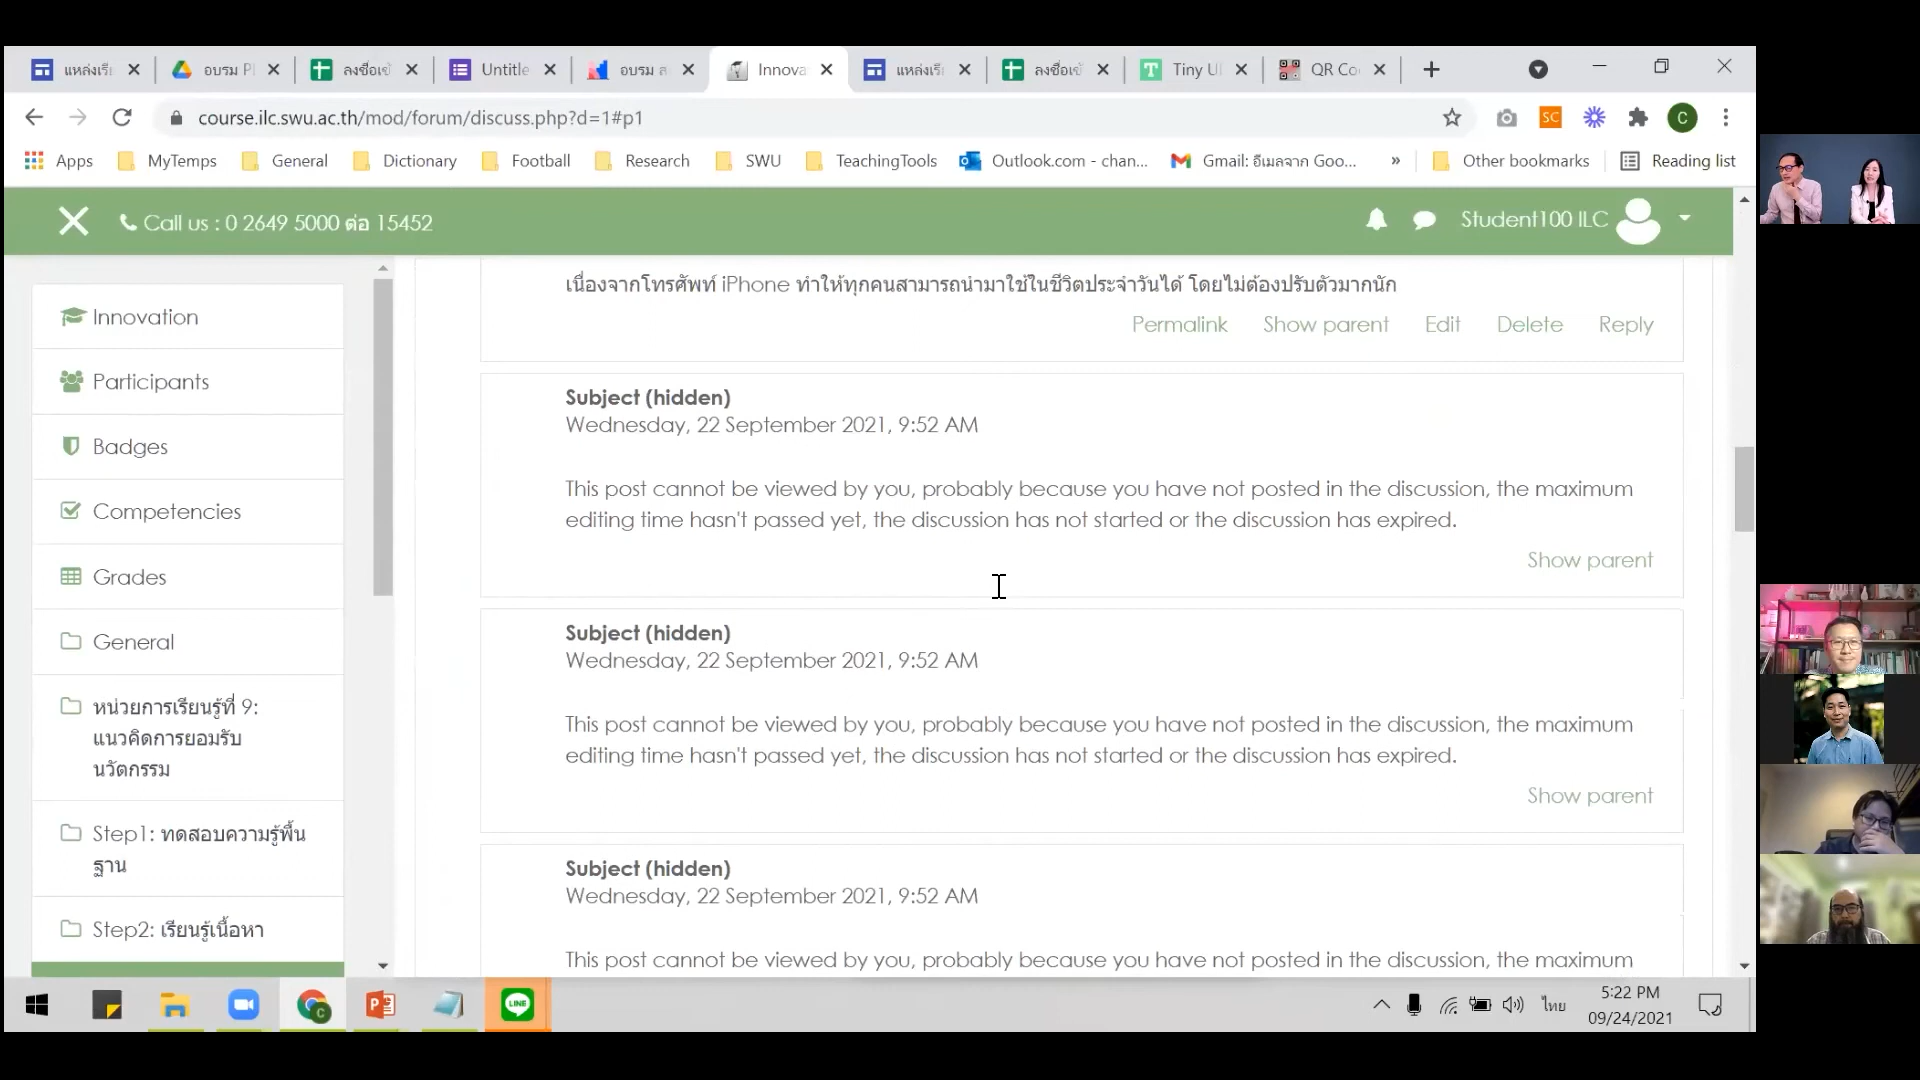 แหล่งเรีย
อบรม Pl
ลงชื่อเข้
Untitle
อบรม ส
Innova
แหล่งเรีย
ลงชื่อเข้
Tiny U
QR Co
course.ilc.swu.ac.th/mod/forum/discuss.php?d=1#p1
SC
C
Apps
MyTemps
General
Dictionary
Football
Research
SWU
TeachingTools
Outlook.com - chan...
Gmail: อีเมลจาก Goo...
»
Other bookmarks
Reading list
Call us : 0 2649 5000 ต่อ 15452
Student100 ILC
Innovation
Participants
Badges
Competencies
Grades
General
หน่วยการเรียนรู้ที่ 9:
แนวคิดการยอมรับ
นวัตกรรม
Step1: ทดสอบความรู้พื้น
ฐาน
Step2: เรียนรู้เนื้อหา
เนื่องจากโทรศัพท์ iPhone ทำให้ทุกคนสามารถนำมาใช้ในชีวิตประจำวันได้ โดยไม่ต้องปรับตัวมากนัก
Permalink Show parent Edit Delete Reply
Subject (hidden)
Wednesday, 22 September 2021, 9:52 AM
This post cannot be viewed by you, probably because you have not posted in the discussion, the maximum
editing time hasn't passed yet, the discussion has not started or the discussion has expired.
Show parent
Subject (hidden)
Wednesday, 22 September 2021, 9:52 AM
This post cannot be viewed by you, probably because you have not posted in the discussion, the maximum
editing time hasn't passed yet, the discussion has not started or the discussion has expired.
Show parent
Subject (hidden)
Wednesday, 22 September 2021, 9:52 AM
This post cannot be viewed by you, probably because you have not posted in the discussion, the maximum
LINE
ไทย
5:22 PM
09/24/2021